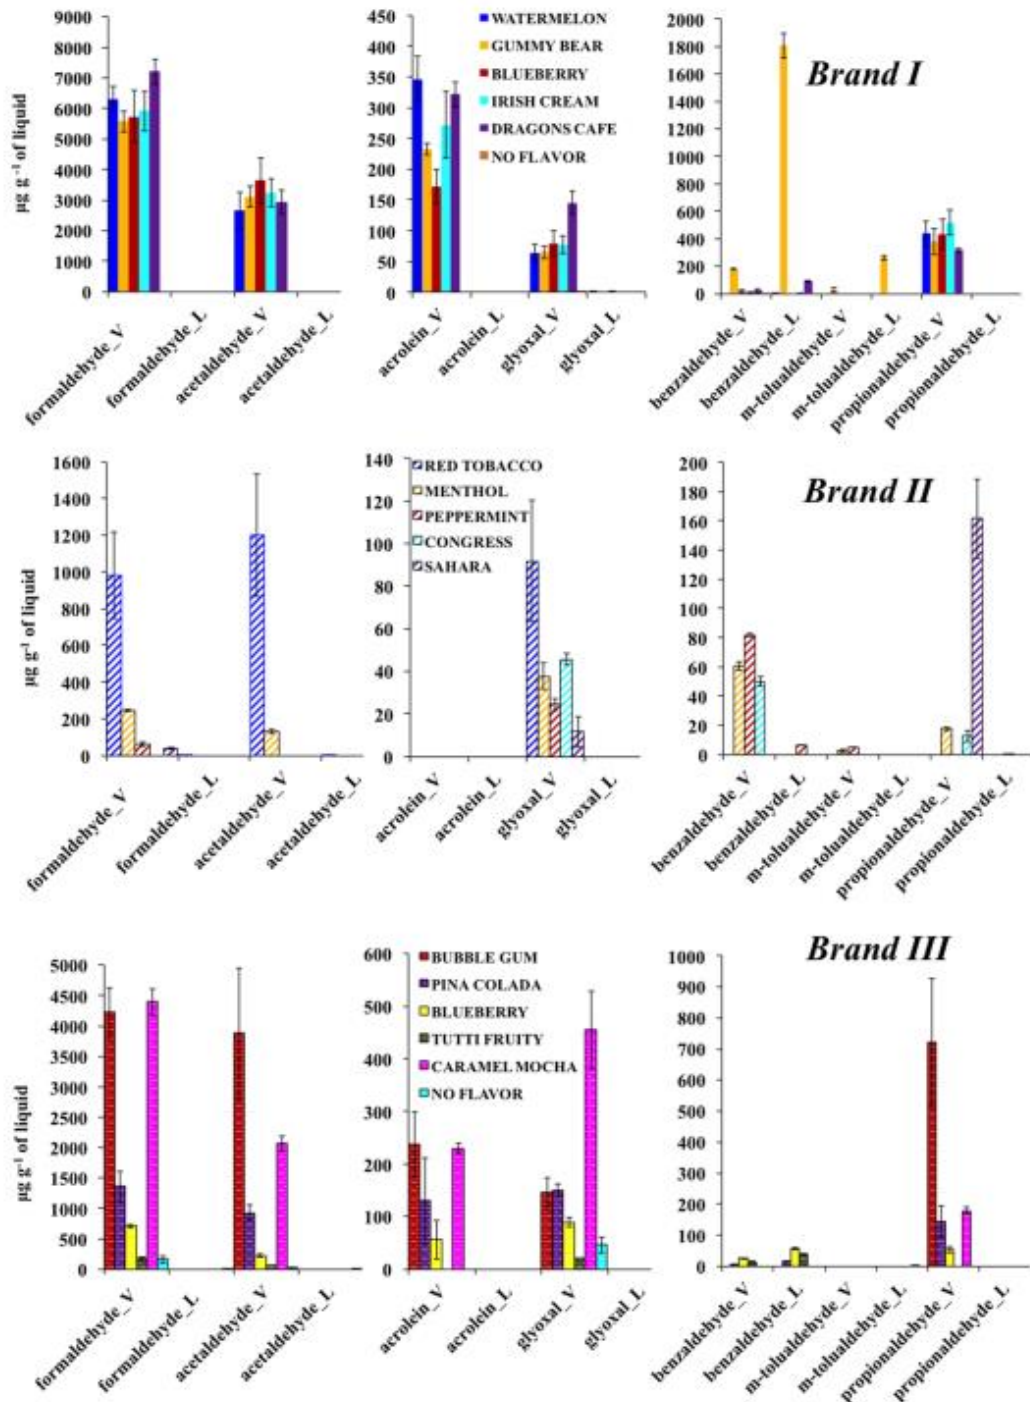 9000
8000
7000
6000
5000
4000
3000
2000
1000
0
µg g⁻¹ of liquid
formaldehyde_V
formaldehyde_L
acetaldehyde_V
acetaldehyde_L
450
400
350
300
250
200
150
100
50
0
WATERMELON
GUMMY BEAR
BLUEBERRY
IRISH CREAM
DRAGONS CAFE
NO FLAVOR
acrolein_V
acrolein_L
glyoxal_V
glyoxal_L
2000
1800
1600
1400
1200
1000
800
600
400
200
0
Brand I
benzaldehyde_V
benzaldehyde_L
m-tolualdehyde_V
m-tolualdehyde_L
propionaldehyde_V
propionaldehyde_L
1600
1400
1200
1000
800
600
400
200
0
µg g⁻¹ of liquid
formaldehyde_V
formaldehyde_L
acetaldehyde_V
acetaldehyde_L
140
120
100
80
60
40
20
0
RED TOBACCO
MENTHOL
PEPPERMINT
CONGRESS
SAHARA
acrolein_V
acrolein_L
glyoxal_V
glyoxal_L
200
180
160
140
120
100
80
60
40
20
0
Brand II
benzaldehyde_V
benzaldehyde_L
m-tolualdehyde_V
m-tolualdehyde_L
propionaldehyde_V
propionaldehyde_L
5000
4500
4000
3500
3000
2500
2000
1500
1000
500
0
µg g⁻¹ of liquid
formaldehyde_V
formaldehyde_L
acetaldehyde_V
acetaldehyde_L
600
500
400
300
200
100
0
BUBBLE GUM
PINA COLADA
BLUEBERRY
TUTTI FRUITY
CARAMEL MOCHA
NO FLAVOR
acrolein_V
acrolein_L
glyoxal_V
glyoxal_L
Brand III
1000
900
800
700
600
500
400
300
200
100
0
benzaldehyde_V
benzaldehyde_L
m-tolualdehyde_V
m-tolualdehyde_L
propionaldehyde_V
propionaldehyde_L